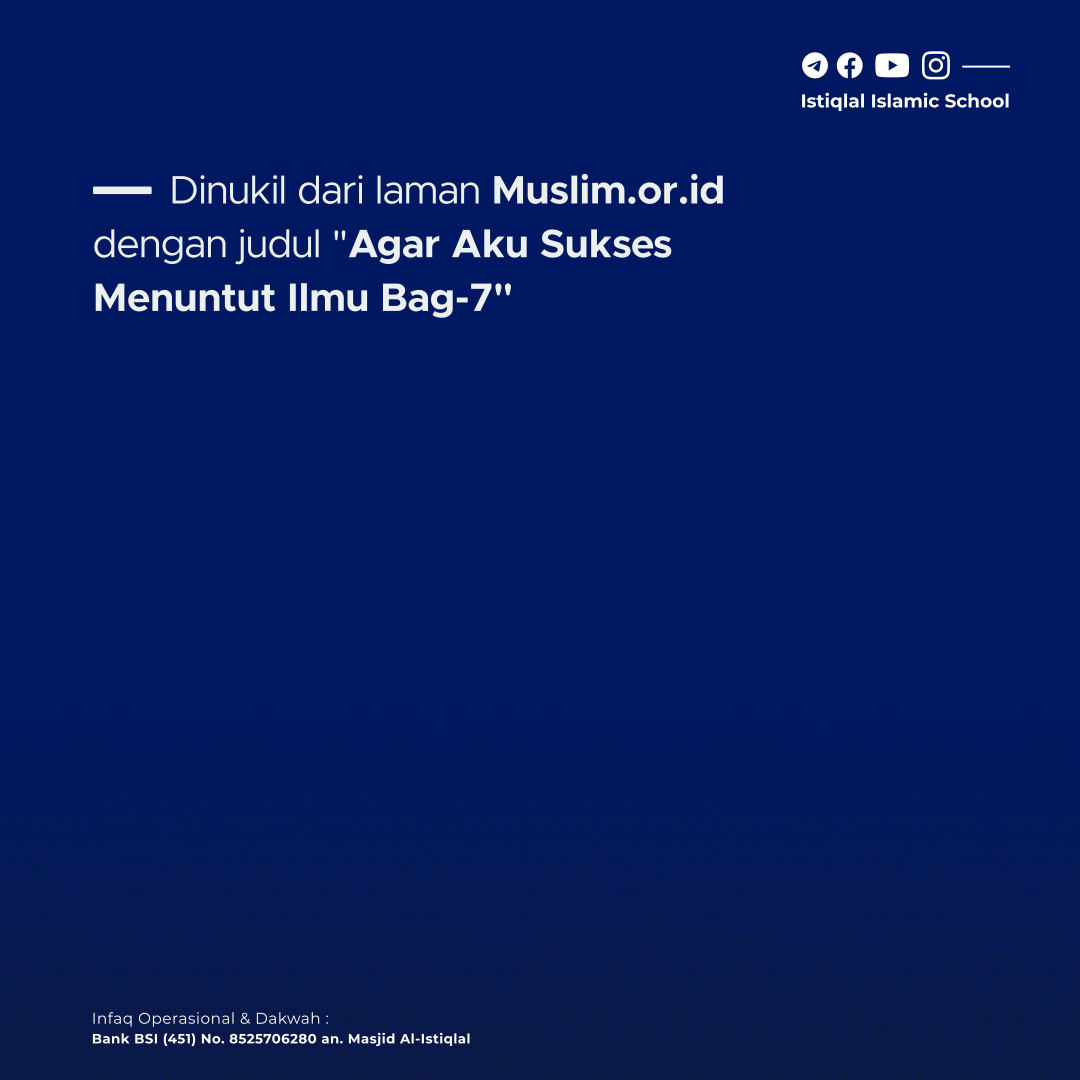 Istiqlal Islamic School
Dinukil dari laman Muslim.or.id
dengan judul "Agar Aku Sukses
Menuntut Ilmu Bag-7"
Infaq Operasional & Dakwah :
Bank BSI (451) No. 8525706280 an. Masjid Al-Istiqlal